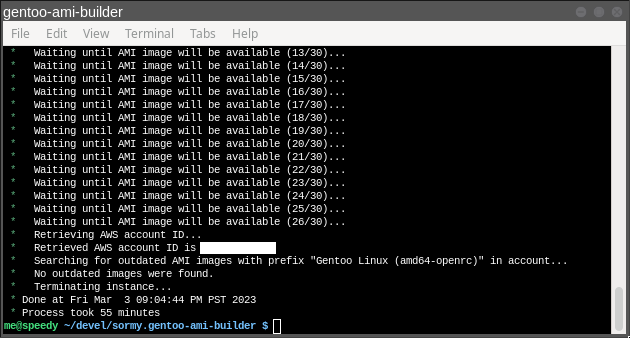 gentoo-ami-builder
File Edit View Terminal Tabs Help
* Waiting until AMI image will be available (13/30)...
* Waiting until AMI image will be available (14/30)...
* Waiting until AMI image will be available (15/30)...
* Waiting until AMI image will be available (16/30)...
* Waiting until AMI image will be available (17/30)...
* Waiting until AMI image will be available (18/30)...
* Waiting until AMI image will be available (19/30)...
* Waiting until AMI image will be available (20/30)...
* Waiting until AMI image will be available (21/30)...
* Waiting until AMI image will be available (22/30)...
* Waiting until AMI image will be available (23/30)...
* Waiting until AMI image will be available (24/30)...
* Waiting until AMI image will be available (25/30)...
* Waiting until AMI image will be available (26/30)...
* Retrieving AWS account ID...
* Retrieved AWS account ID is
* Searching for outdated AMI images with prefix "Gentoo Linux (amd64-openrc)" in account...
* No outdated images were found.
* Terminating instance...
* Done at Fri Mar  3 09:04:44 PM PST 2023
* Process took 55 minutes
me@speedy ~/devel/sormy.gentoo-ami-builder $